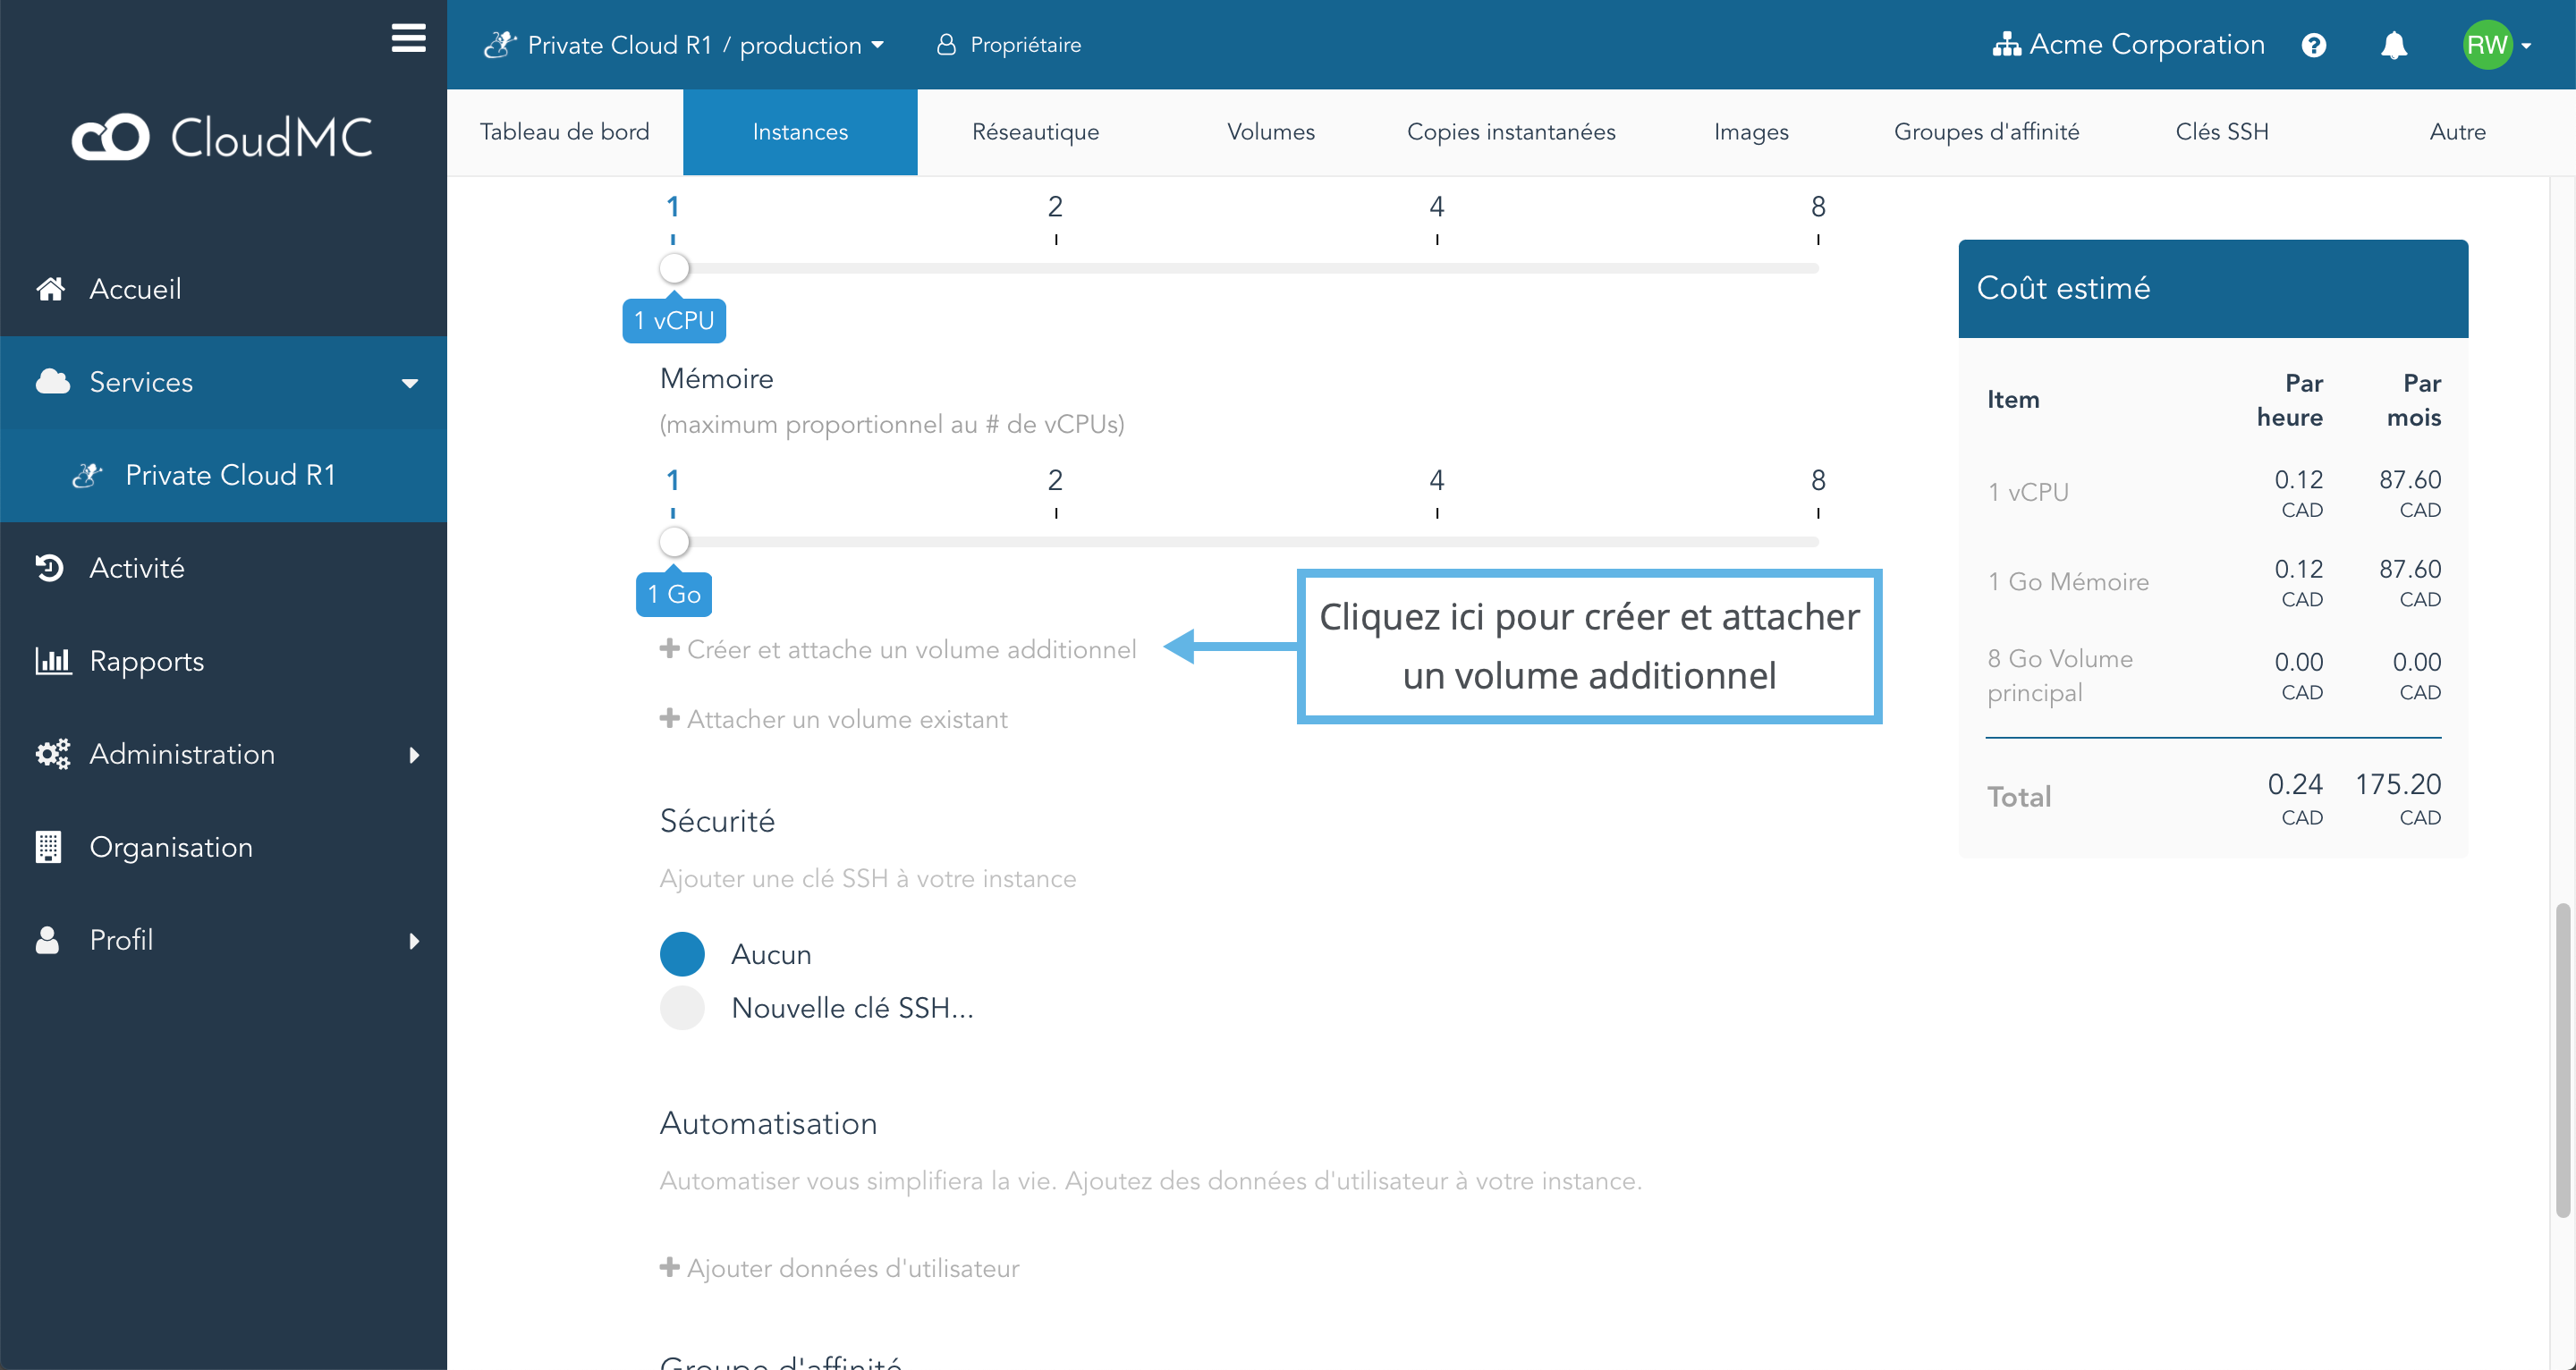 Private Cloud R1 / production
Propriétaire
Acme Corporation
RW
CloudMC
Tableau de bord
Instances
Réseautique
Volumes
Copies instantanées
Images
Groupes d'affinité
Clés SSH
Autre
Accueil
Services
Private Cloud R1
Activité
Rapports
Administration
Organisation
Profil
1 2 4 8
1 vCPU
Mémoire
(maximum proportionnel au # de vCPUs)
1 2 4 8
1 Go
Créer et attache un volume additionnel
Attacher un volume existant
Cliquez ici pour créer et attacher
un volume additionnel
Sécurité
Ajouter une clé SSH à votre instance
Aucun
Nouvelle clé SSH...
Automatisation
Automatiser vous simplifiera la vie. Ajoutez des données d'utilisateur à votre instance.
Ajouter données d'utilisateur
Groupe d'affinité
Coût estimé
Item
Par
heure
Par
mois
1 vCPU
0.12
CAD
87.60
CAD
1 Go Mémoire
0.12
CAD
87.60
CAD
8 Go Volume
principal
0.00
CAD
0.00
CAD
Total
0.24
CAD
175.20
CAD